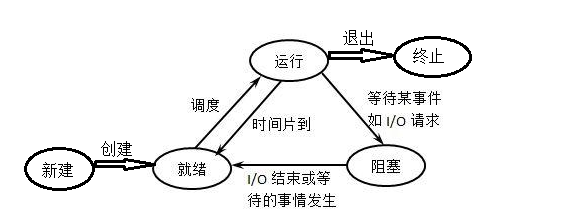 退出
运行
终止
调度
等待某事件
如 I/O 请求
时间片到
创建
新建
就绪
阻塞
I/O 结束或等
待的事情发生